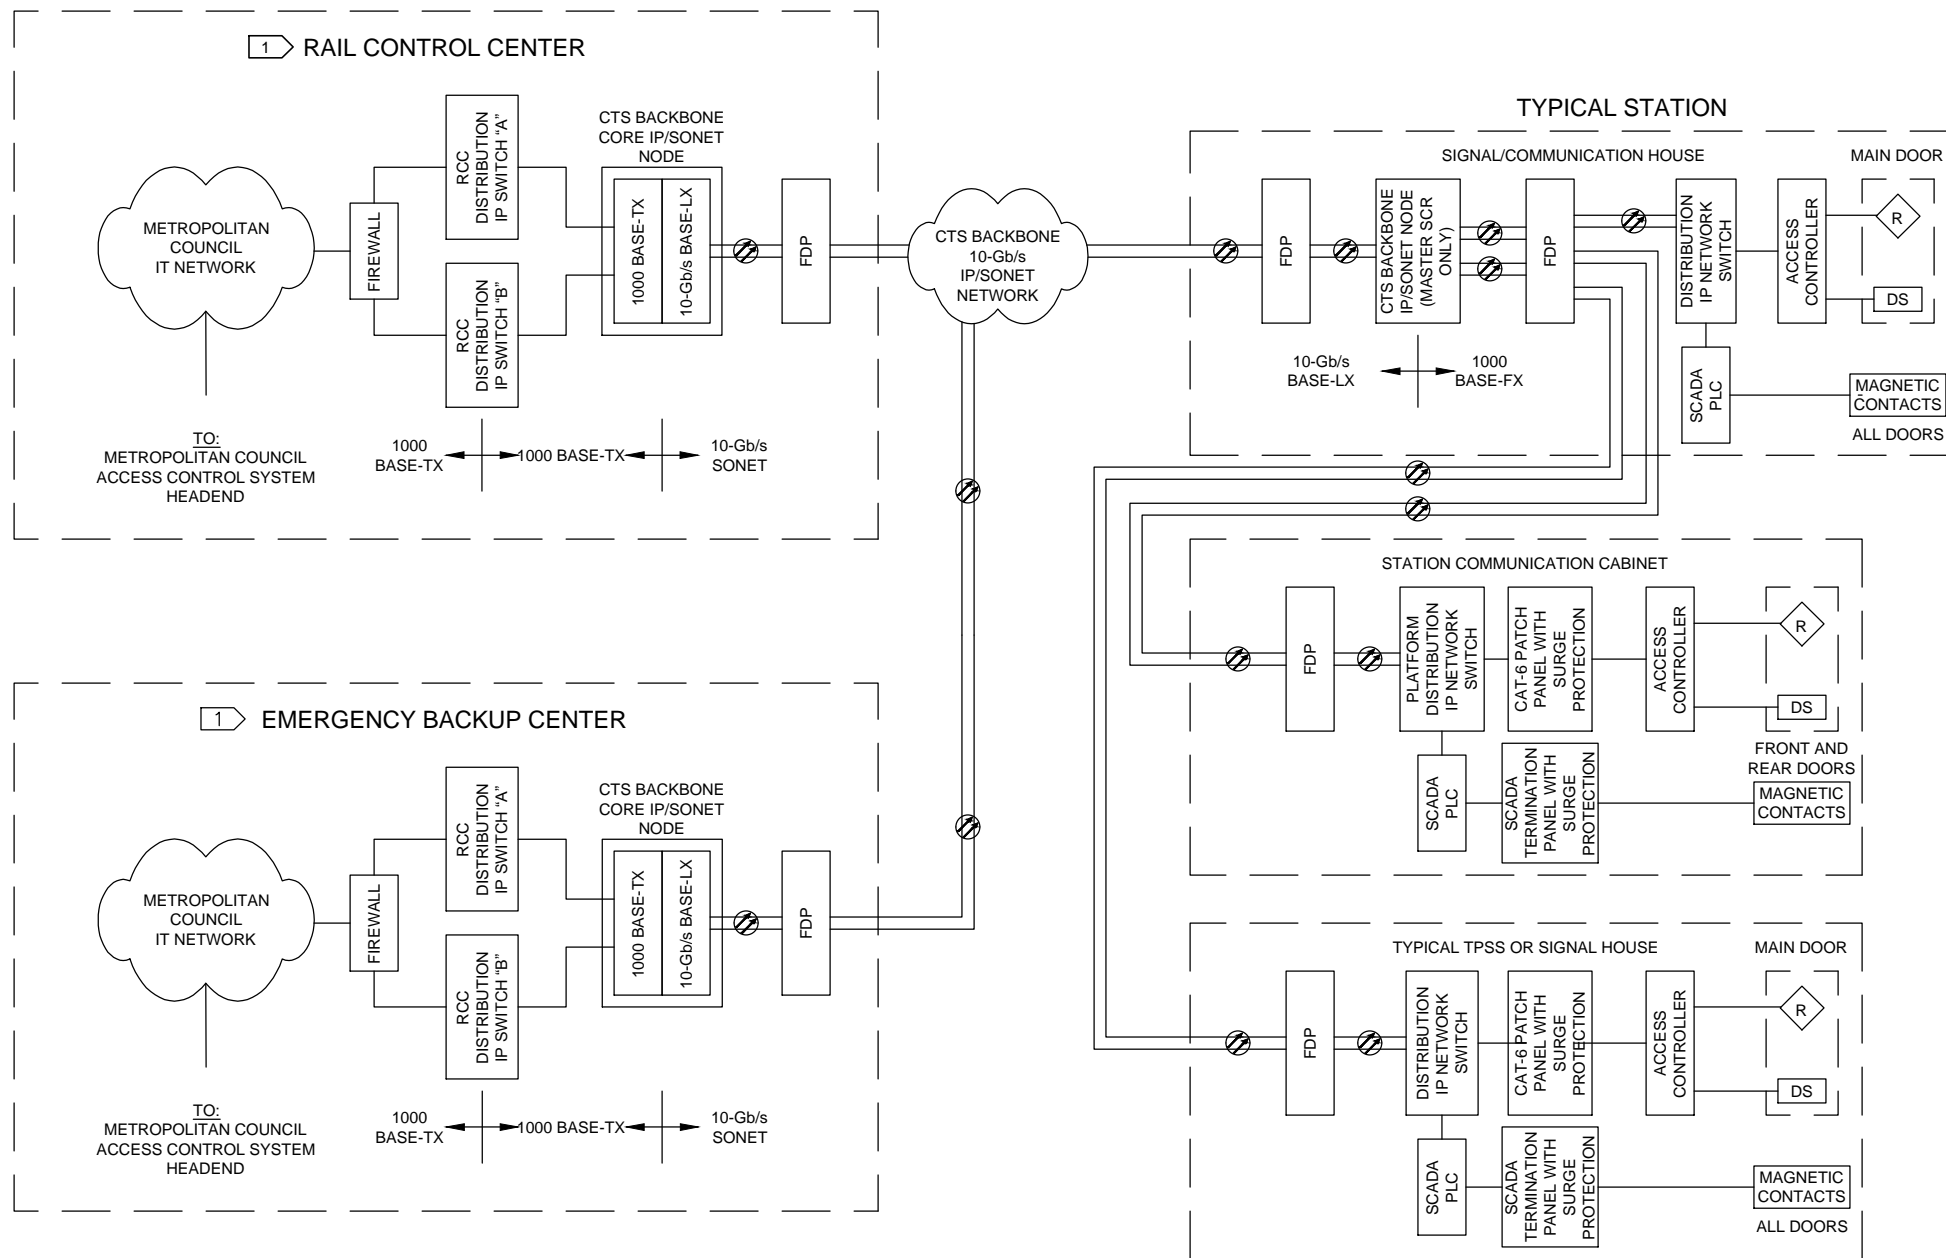 1
RAIL CONTROL CENTER
METROPOLITAN
COUNCIL
IT NETWORK
FIREWALL
RCC
DISTRIBUTION
IP SWITCH “A”
RCC
DISTRIBUTION
IP SWITCH “B”
CTS BACKBONE
CORE IP/SONET
NODE
1000 BASE-TX
10-Gb/s BASE-LX
FDP
TO:
METROPOLITAN COUNCIL
ACCESS CONTROL SYSTEM
HEADEND
1000
BASE-TX
1000 BASE-TX
10-Gb/s
SONET
CTS BACKBONE
10-Gb/s
IP/SONET
NETWORK
1
EMERGENCY BACKUP CENTER
METROPOLITAN
COUNCIL
IT NETWORK
FIREWALL
RCC
DISTRIBUTION
IP SWITCH “A”
RCC
DISTRIBUTION
IP SWITCH “B”
CTS BACKBONE
CORE IP/SONET
NODE
1000 BASE-TX
10-Gb/s BASE-LX
FDP
TO:
METROPOLITAN COUNCIL
ACCESS CONTROL SYSTEM
HEADEND
1000
BASE-TX
1000 BASE-TX
10-Gb/s
SONET
TYPICAL STATION
SIGNAL/COMMUNICATION HOUSE
MAIN DOOR
FDP
CTS BACKBONE
IP/SONET NODE
(MASTER SCR
ONLY)
FDP
DISTRIBUTION
IP NETWORK
SWITCH
ACCESS
CONTROLLER
R
DS
10-Gb/s
BASE-LX
1000
BASE-FX
SCADA
PLC
MAGNETIC
CONTACTS
ALL DOORS
STATION COMMUNICATION CABINET
FDP
PLATFORM
DISTRIBUTION
IP NETWORK
SWITCH
CAT-6 PATCH
PANEL WITH
SURGE
PROTECTION
ACCESS
CONTROLLER
R
DS
FRONT AND
REAR DOORS
SCADA
PLC
SCADA
TERMINATION
PANEL WITH
SURGE
PROTECTION
MAGNETIC
CONTACTS
TYPICAL TPSS OR SIGNAL HOUSE
MAIN DOOR
FDP
DISTRIBUTION
IP NETWORK
SWITCH
CAT-6 PATCH
PANEL WITH
SURGE
PROTECTION
ACCESS
CONTROLLER
R
DS
SCADA
PLC
SCADA
TERMINATION
PANEL WITH
SURGE
PROTECTION
MAGNETIC
CONTACTS
ALL DOORS